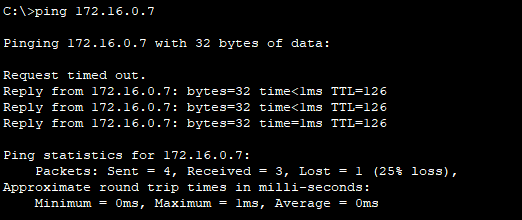 C:\>ping 172.16.0.7
Pinging 172.16.0.7 with 32 bytes of data:
Request timed out.
Reply from 172.16.0.7: bytes=32 time<1ms TTL=126
Reply from 172.16.0.7: bytes=32 time<1ms TTL=126
Reply from 172.16.0.7: bytes=32 time=1ms TTL=126
Ping statistics for 172.16.0.7:
Packets: Sent = 4, Received = 3, Lost = 1 (25% loss),
Approximate round trip times in milli-seconds:
Minimum = 0ms, Maximum = 1ms, Average = 0ms